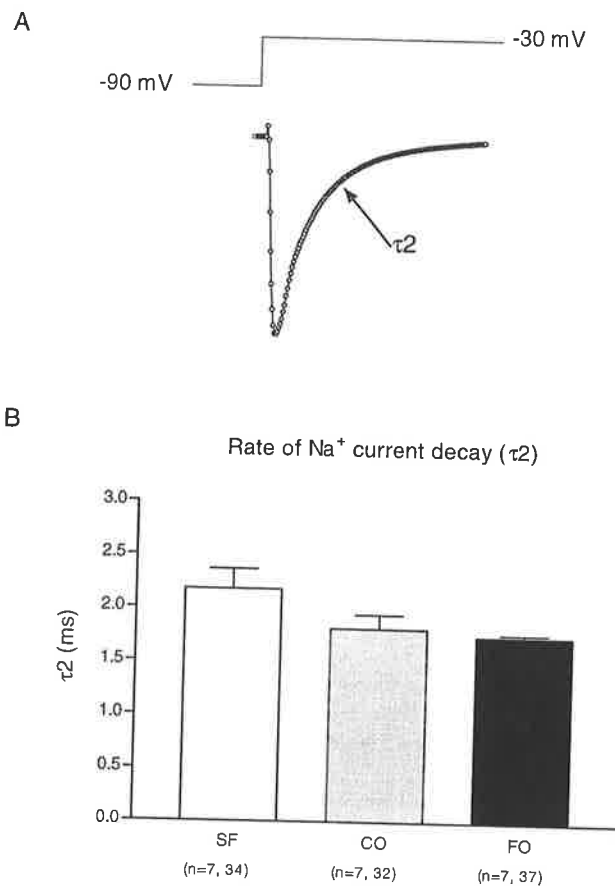 A
-90 mV
-30 mV
τ2
B
Rate of Na⁺ current decay (τ2)
3.0
2.5
2.0
1.5
1.0
0.5
0.0
τ2 (ms)
SF CO FO
(n=7, 34) (n=7, 32) (n=7, 37)